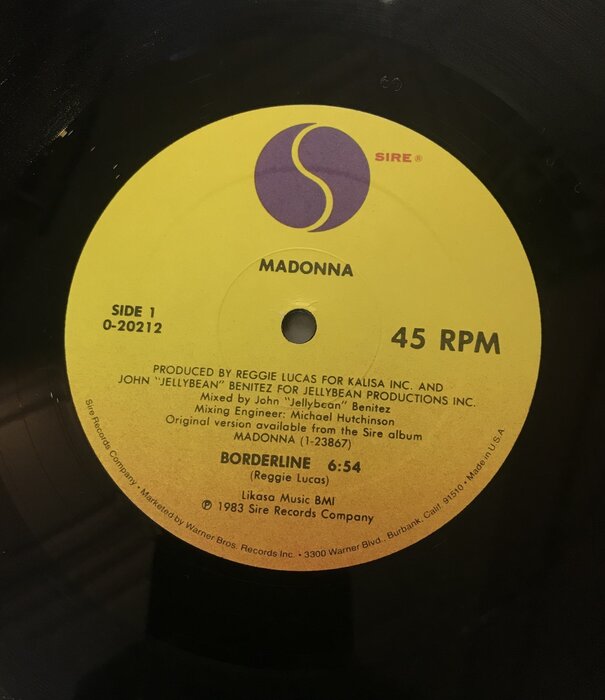 SIRE ®
MADONNA
SIDE 1
0-20212
45 RPM
PRODUCED BY REGGIE LUCAS FOR KALISA INC. AND
JOHN "JELLYBEAN" BENITEZ FOR JELLYBEAN PRODUCTIONS INC.
Mixed by John "Jellybean" Benitez
Mixing Engineer: Michael Hutchinson
Original version available from the Sire album
MADONNA (1-23867)
BORDERLINE 6:54
(Reggie Lucas)
Likasa Music BMI
℗ 1983 Sire Records Company
Sire Records Company • Marketed by Warner Bros. Records Inc. • 3300 Warner Blvd., Burbank, Calif. 91510 • Made in U.S.A.